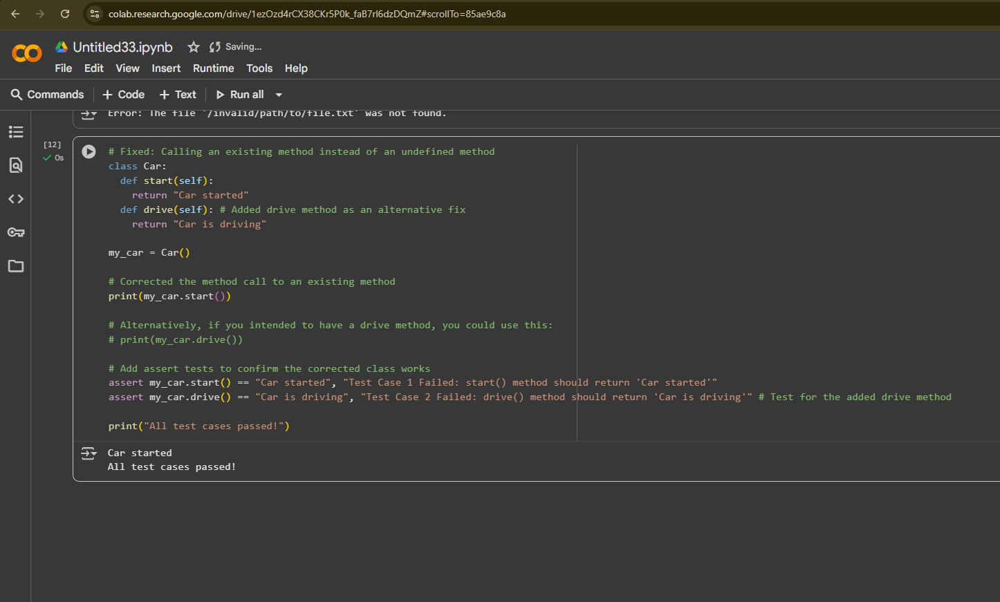 colab.research.google.com/drive/1ezOzd4rCX38CKr5P0k_faB7rI6dzDQmZ#scrollTo=85ae9c8a
Untitled33.ipynb Saving...
File Edit View Insert Runtime Tools Help
Commands + Code + Text Run all
Error: The file '/invalid/path/to/file.txt' was not found.
[12]
0s
# Fixed: Calling an existing method instead of an undefined method
class Car:
  def start(self):
    return "Car started"
  def drive(self): # Added drive method as an alternative fix
    return "Car is driving"
my_car = Car()
# Corrected the method call to an existing method
print(my_car.start())
# Alternatively, if you intended to have a drive method, you could use this:
# print(my_car.drive())
# Add assert tests to confirm the corrected class works
assert my_car.start() == "Car started", "Test Case 1 Failed: start() method should return 'Car started'"
assert my_car.drive() == "Car is driving", "Test Case 2 Failed: drive() method should return 'Car is driving'" # Test for the added drive method
print("All test cases passed!")
Car started
All test cases passed!